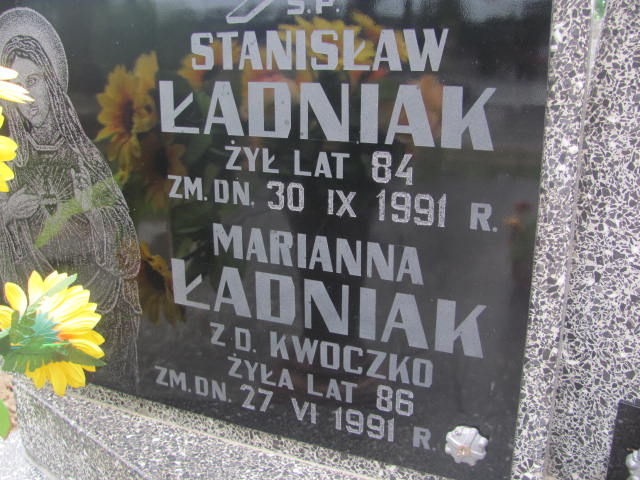 Ś.P.
STANISŁAW
ŁADNIAK
ŻYŁ LAT 84
ZM. DN. 30 IX 1991 R.
MARIANNA
ŁADNIAK
Z D. KWOCZKO
ŻYŁA LAT 86
ZM. DN. 27 VI 1991 R.